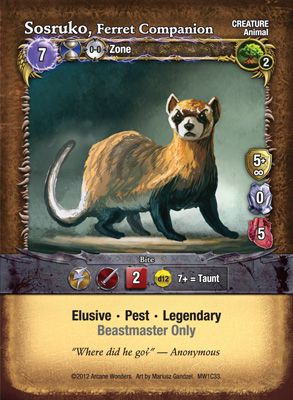 Sosruko, Ferret Companion
CREATURE
Animal
7
0-0 Zone
2
5+
∞
0
5
Bite
2 d12 7+ = Taunt
Elusive · Pest · Legendary
Beastmaster Only
"Where did he go?" — Anonymous
©2012 Arcane Wonders. Art by Mariusz Gandzel. MW1C33.